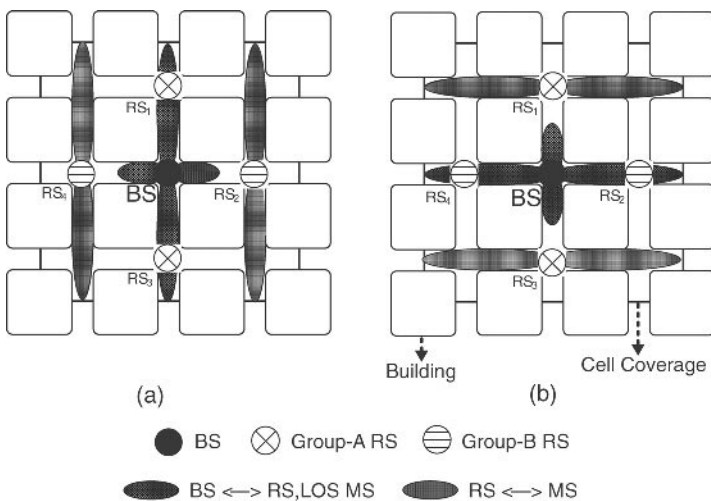 RS1
RS1
RS4
BS
RS2
RS4
BS
RS2
RS3
RS3
Building
Cell Coverage
(a)
(b)
BS
Group-A RS
Group-B RS
BS <--> RS,LOS MS
RS <--> MS